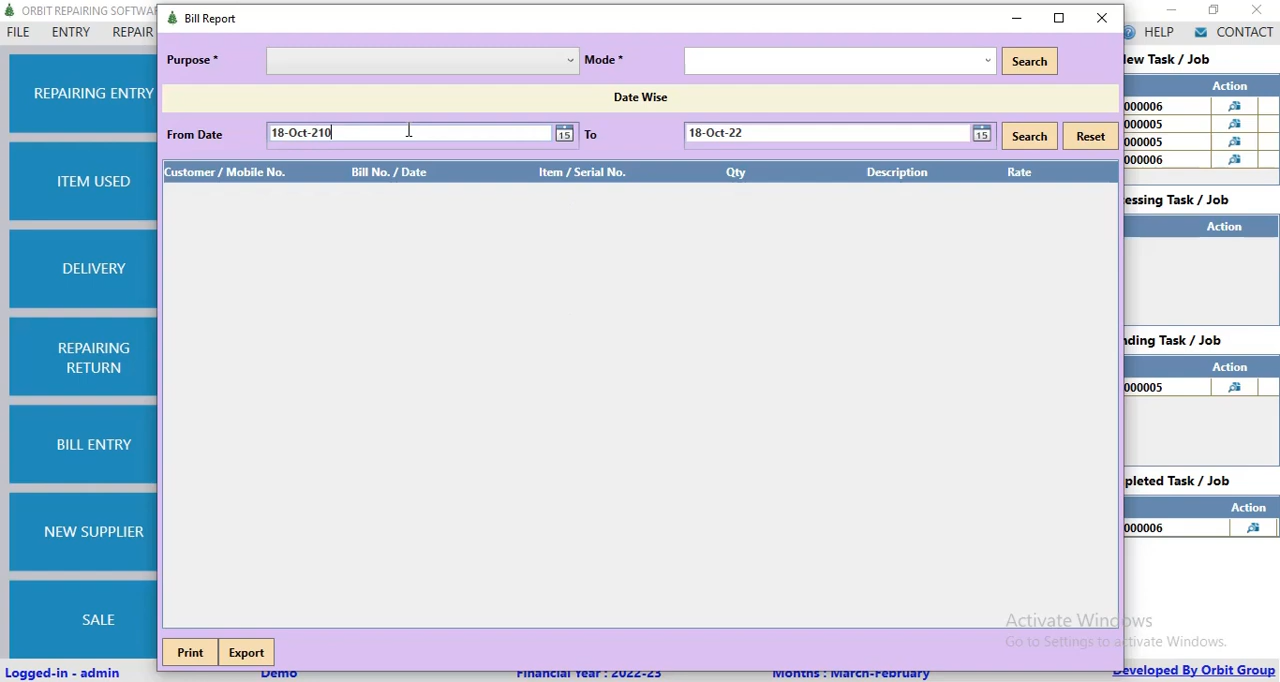 ORBIT REPAIRING SOFTWA
Bill Report
FILE ENTRY REPAIR
HELP CONTACT
Purpose *
Mode *
Search
Date Wise
From Date
18-Oct-210
15
To
18-Oct-22
15
Search
Reset
Customer / Mobile No. Bill No. / Date Item / Serial No. Qty Description Rate
REPAIRING ENTRY
ITEM USED
DELIVERY
REPAIRING
RETURN
BILL ENTRY
NEW SUPPLIER
SALE
ew Task / Job
Action
000006
000005
000005
000006
essing Task / Job
Action
nding Task / Job
Action
000005
pleted Task / Job
Action
000006
Activate Windows
Go to Settings to activate Windows.
Print
Export
Logged-in - admin
Demo
Financial Year : 2022-23
Months : March-February
Developed By Orbit Group